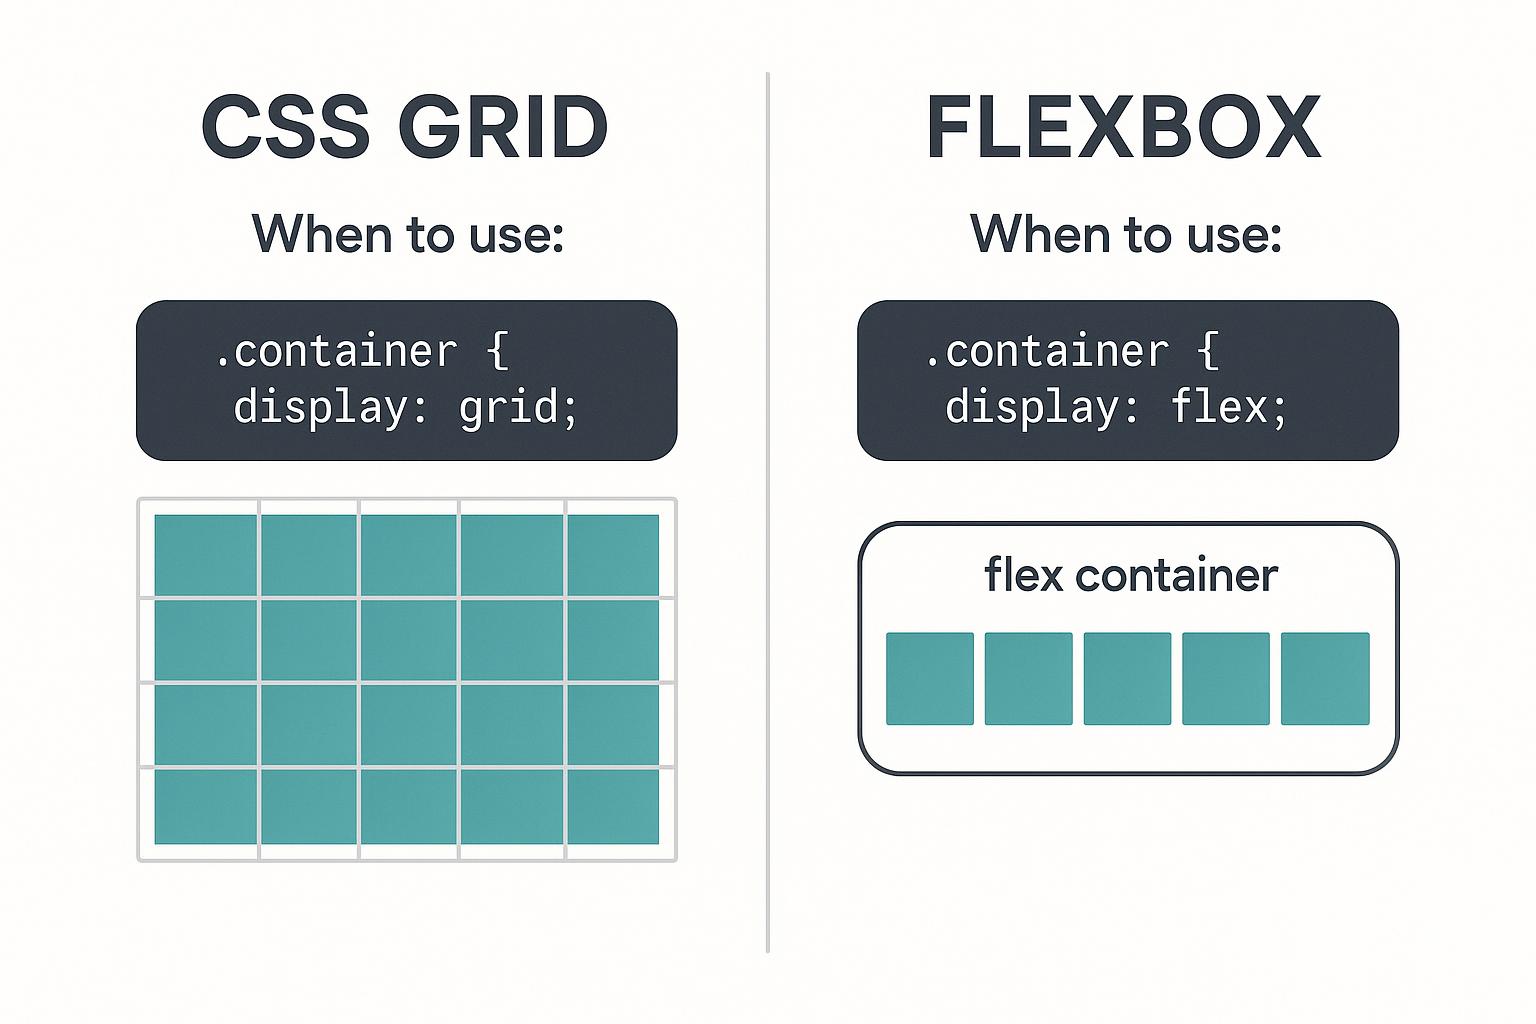 CSS GRID
When to use:
.container {
display: grid;
FLEXBOX
When to use:
.container {
display: flex;
flex container